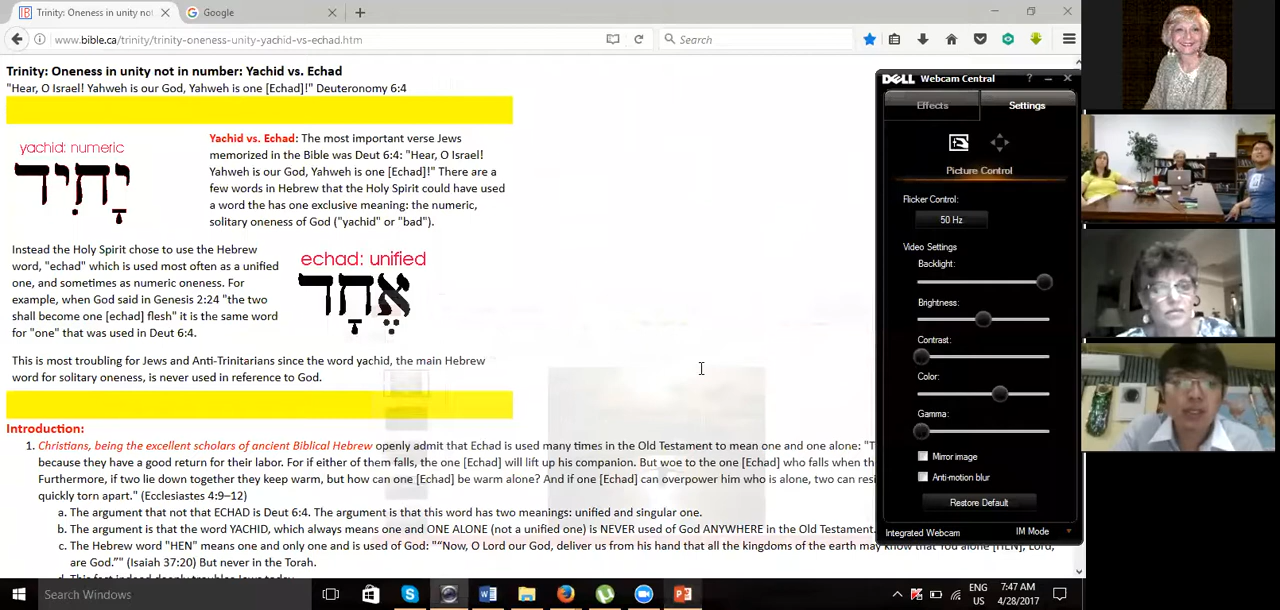 Trinity: Oneness in unity not
Google
www.bible.ca/trinity/trinity-oneness-unity-yachid-vs-echad.htm
Search
Trinity: Oneness in unity not in number: Yachid vs. Echad
"Hear, O Israel! Yahweh is our God, Yahweh is one [Echad]!" Deuteronomy 6:4
yachid: numeric
יָחִיד
Yachid vs. Echad: The most important verse Jews
memorized in the Bible was Deut 6:4: "Hear, O Israel!
Yahweh is our God, Yahweh is one [Echad]!" There are a
few words in Hebrew that the Holy Spirit could have used
a word the has one exclusive meaning: the numeric,
solitary oneness of God ("yachid" or "bad").
Instead the Holy Spirit chose to use the Hebrew
word, "echad" which is used most often as a unified
one, and sometimes as numeric oneness. For
example, when God said in Genesis 2:24 "the two
shall become one [echad] flesh" it is the same word
for "one" that was used in Deut 6:4.
echad: unified
אֶחָד
This is most troubling for Jews and Anti-Trinitarians since the word yachid, the main Hebrew
word for solitary oneness, is never used in reference to God.
Introduction:
1. Christians, being the excellent scholars of ancient Biblical Hebrew openly admit that Echad is used many times in the Old Testament to mean one and one alone:
because they have a good return for their labor. For if either of them falls, the one [Echad] will lift up his companion. But woe to the one [Echad] who falls when
Furthermore, if two lie down together they keep warm, but how can one [Echad] be warm alone? And if one [Echad] can overpower him who is alone, two can
quickly torn apart." (Ecclesiastes 4:9–12)
a. The argument that not that ECHAD IS Deut 6:4. The argument is that this word has two meanings: unified and singular one.
b. The argument is that the word YACHID, which always means one and ONE ALONE (not a unified one) is NEVER used of God ANYWHERE in the Old Testament.
c. The Hebrew word "HEN" means one and only one and is used of God: "“Now, O Lord our God, deliver us from his hand that all the kingdoms of the earth may know that You alone [HEN], Lord,
are God.”" (Isaiah 37:20) But never in the Torah.
d. This fact indeed deeply troubles Jews today
DELL Webcam Central
Effects
Settings
Picture Control
Flicker Control:
50 Hz
Video Settings
Backlight:
Brightness:
Contrast:
Color:
Gamma:
Mirror image
Anti-motion blur
Restore Default
Integrated Webcam
IM Mode
Search Windows
ENG
US
7:47 AM
4/28/2017